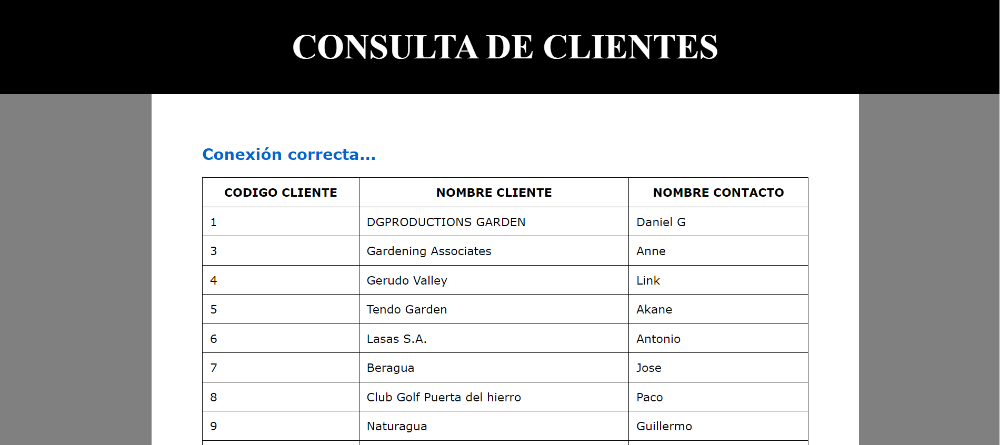 CONSULTA DE CLIENTES
Conexión correcta...
CODIGO CLIENTE NOMBRE CLIENTE NOMBRE CONTACTO
1 DGPRODUCTIONS GARDEN Daniel G
3 Gardening Associates Anne
4 Gerudo Valley Link
5 Tendo Garden Akane
6 Lasas S.A. Antonio
7 Beragua Jose
8 Club Golf Puerta del hierro Paco
9 Naturagua Guillermo